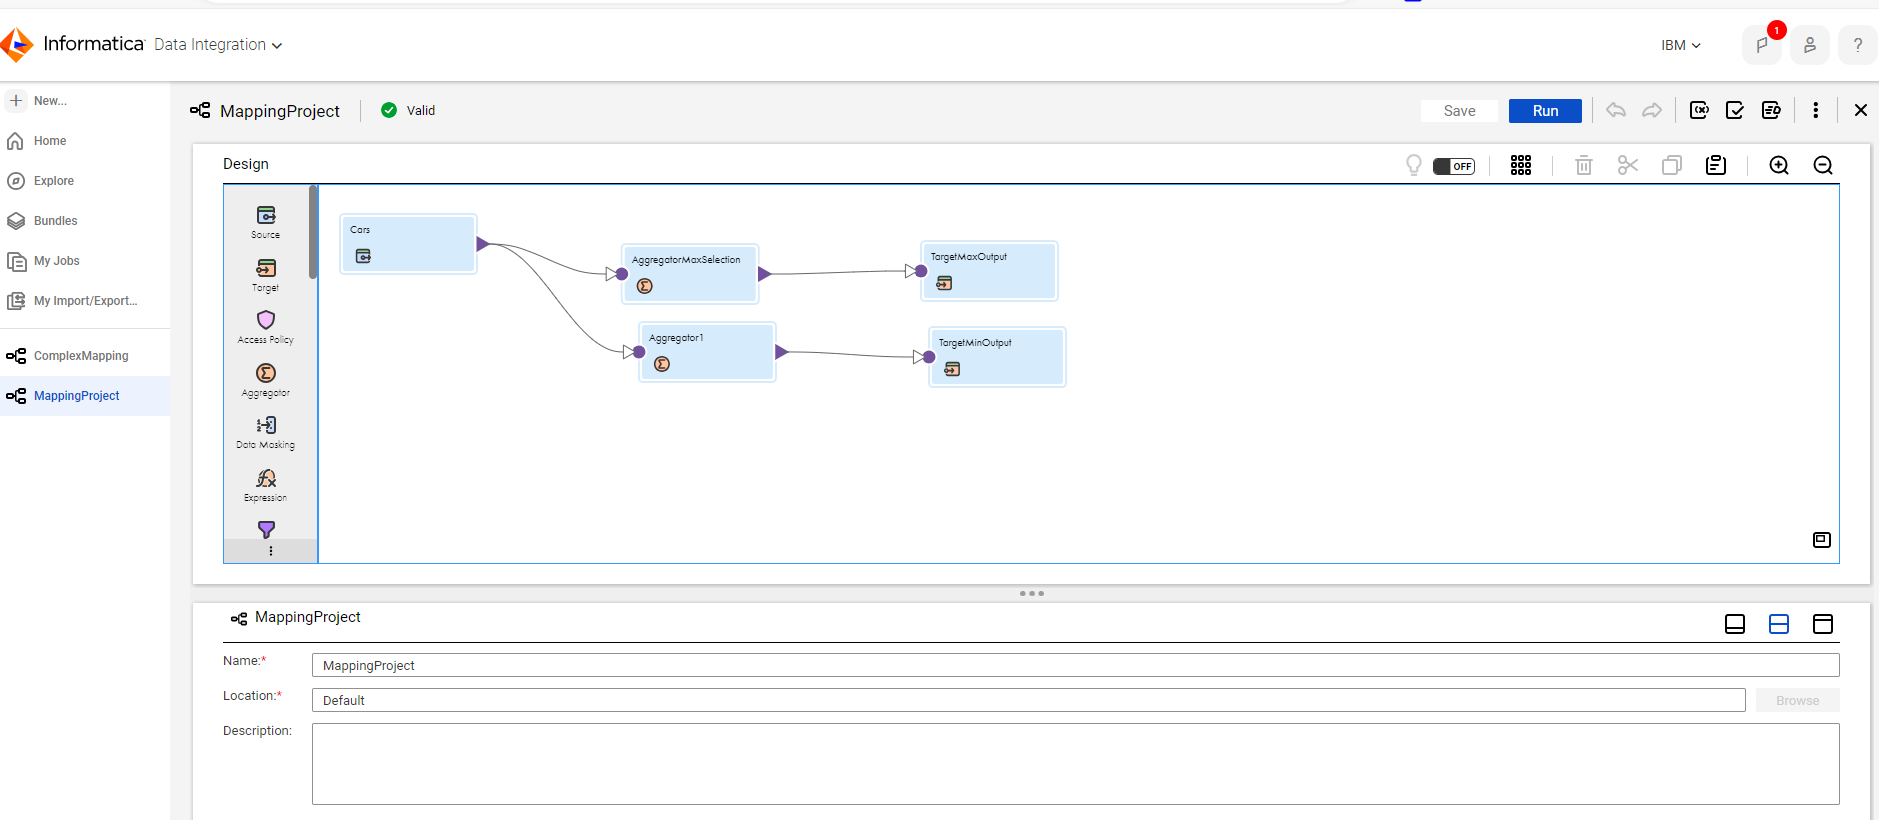 Informatica Data Integration
IBM
1
?
New...
Home
Explore
Bundles
My Jobs
My Import/Export...
ComplexMapping
MappingProject
MappingProject
Valid
Save
Run
Design
OFF
Source
Target
Access Policy
Aggregator
Data Masking
Expression
Cars
AggregatorMaxSelection
TargetMaxOutput
Aggregator1
TargetMinOutput
MappingProject
Name:*
MappingProject
Location:*
Default
Browse
Description: